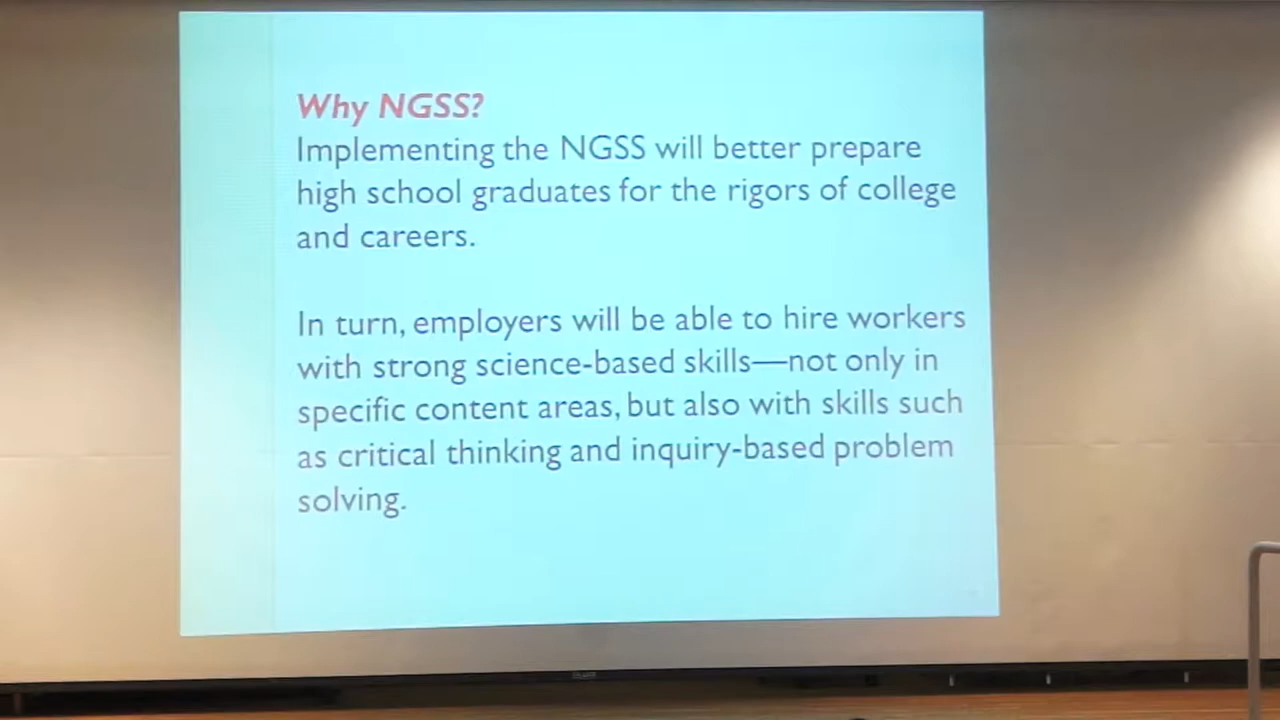 Why NGSS?
Implementing the NGSS will better prepare
high school graduates for the rigors of college
and careers.
In turn, employers will be able to hire workers
with strong science-based skills—not only in
specific content areas, but also with skills such
as critical thinking and inquiry-based problem
solving.